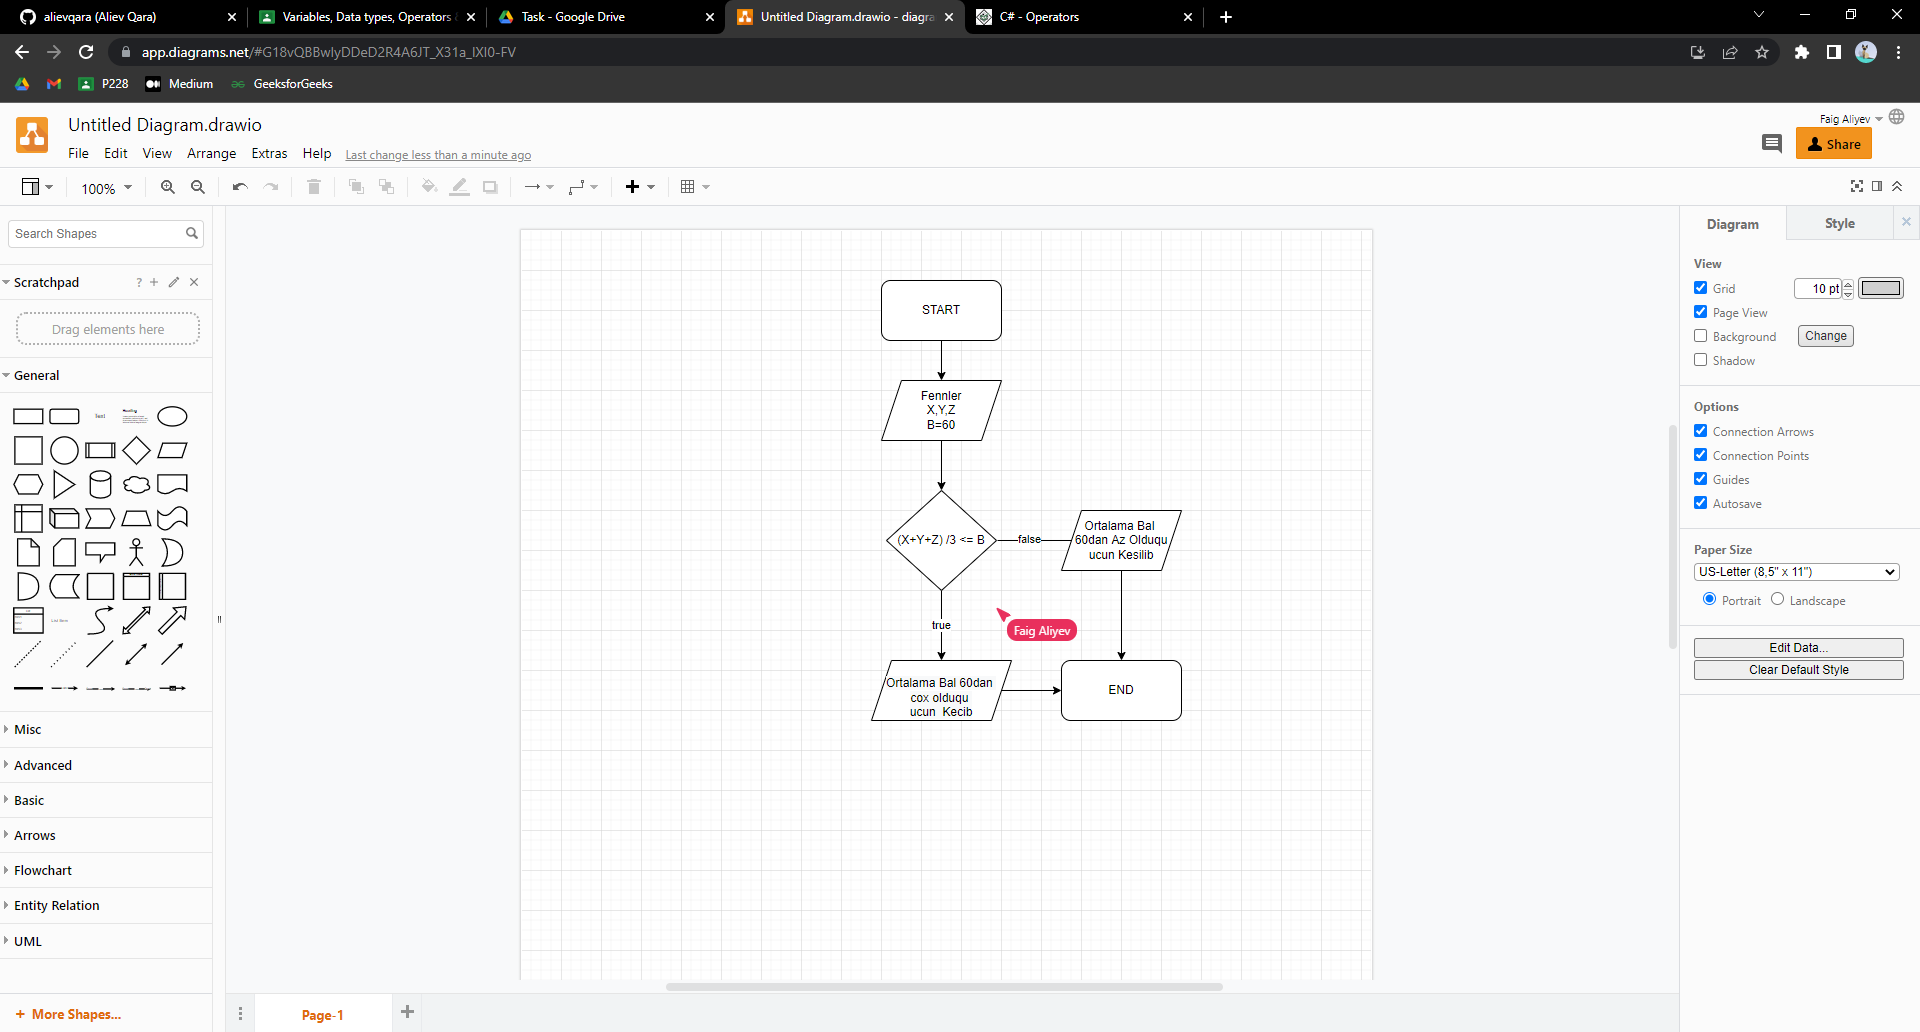 alievqara (Aliev Qara)
Variables, Data types, Operators
Task - Google Drive
Untitled Diagram.drawio - diagra
C# - Operators
app.diagrams.net/#G18vQBBwlyDDeD2R4A6JT_X31a_IXI0-FV
P228
Medium
GeeksforGeeks
Untitled Diagram.drawio
File Edit View Arrange Extras Help Last change less than a minute ago
Faig Aliyev
Share
100%
Search Shapes
Scratchpad
?
Drag elements here
General
Text
Heading
List Item
Misc
Advanced
Basic
Arrows
Flowchart
Entity Relation
UML
+ More Shapes...
START
Fennler
X,Y,Z
B=60
(X+Y+Z) /3 <= B
false
Ortalama Bal
60dan Az Olduqu
ucun Kesilib
true
Faig Aliyev
Ortalama Bal 60dan
cox olduqu
ucun Kecib
END
Page-1
Diagram
Style
View
Grid
10 pt
Page View
Background
Change
Shadow
Options
Connection Arrows
Connection Points
Guides
Autosave
Paper Size
US-Letter (8,5" x 11")
Portrait
Landscape
Edit Data...
Clear Default Style